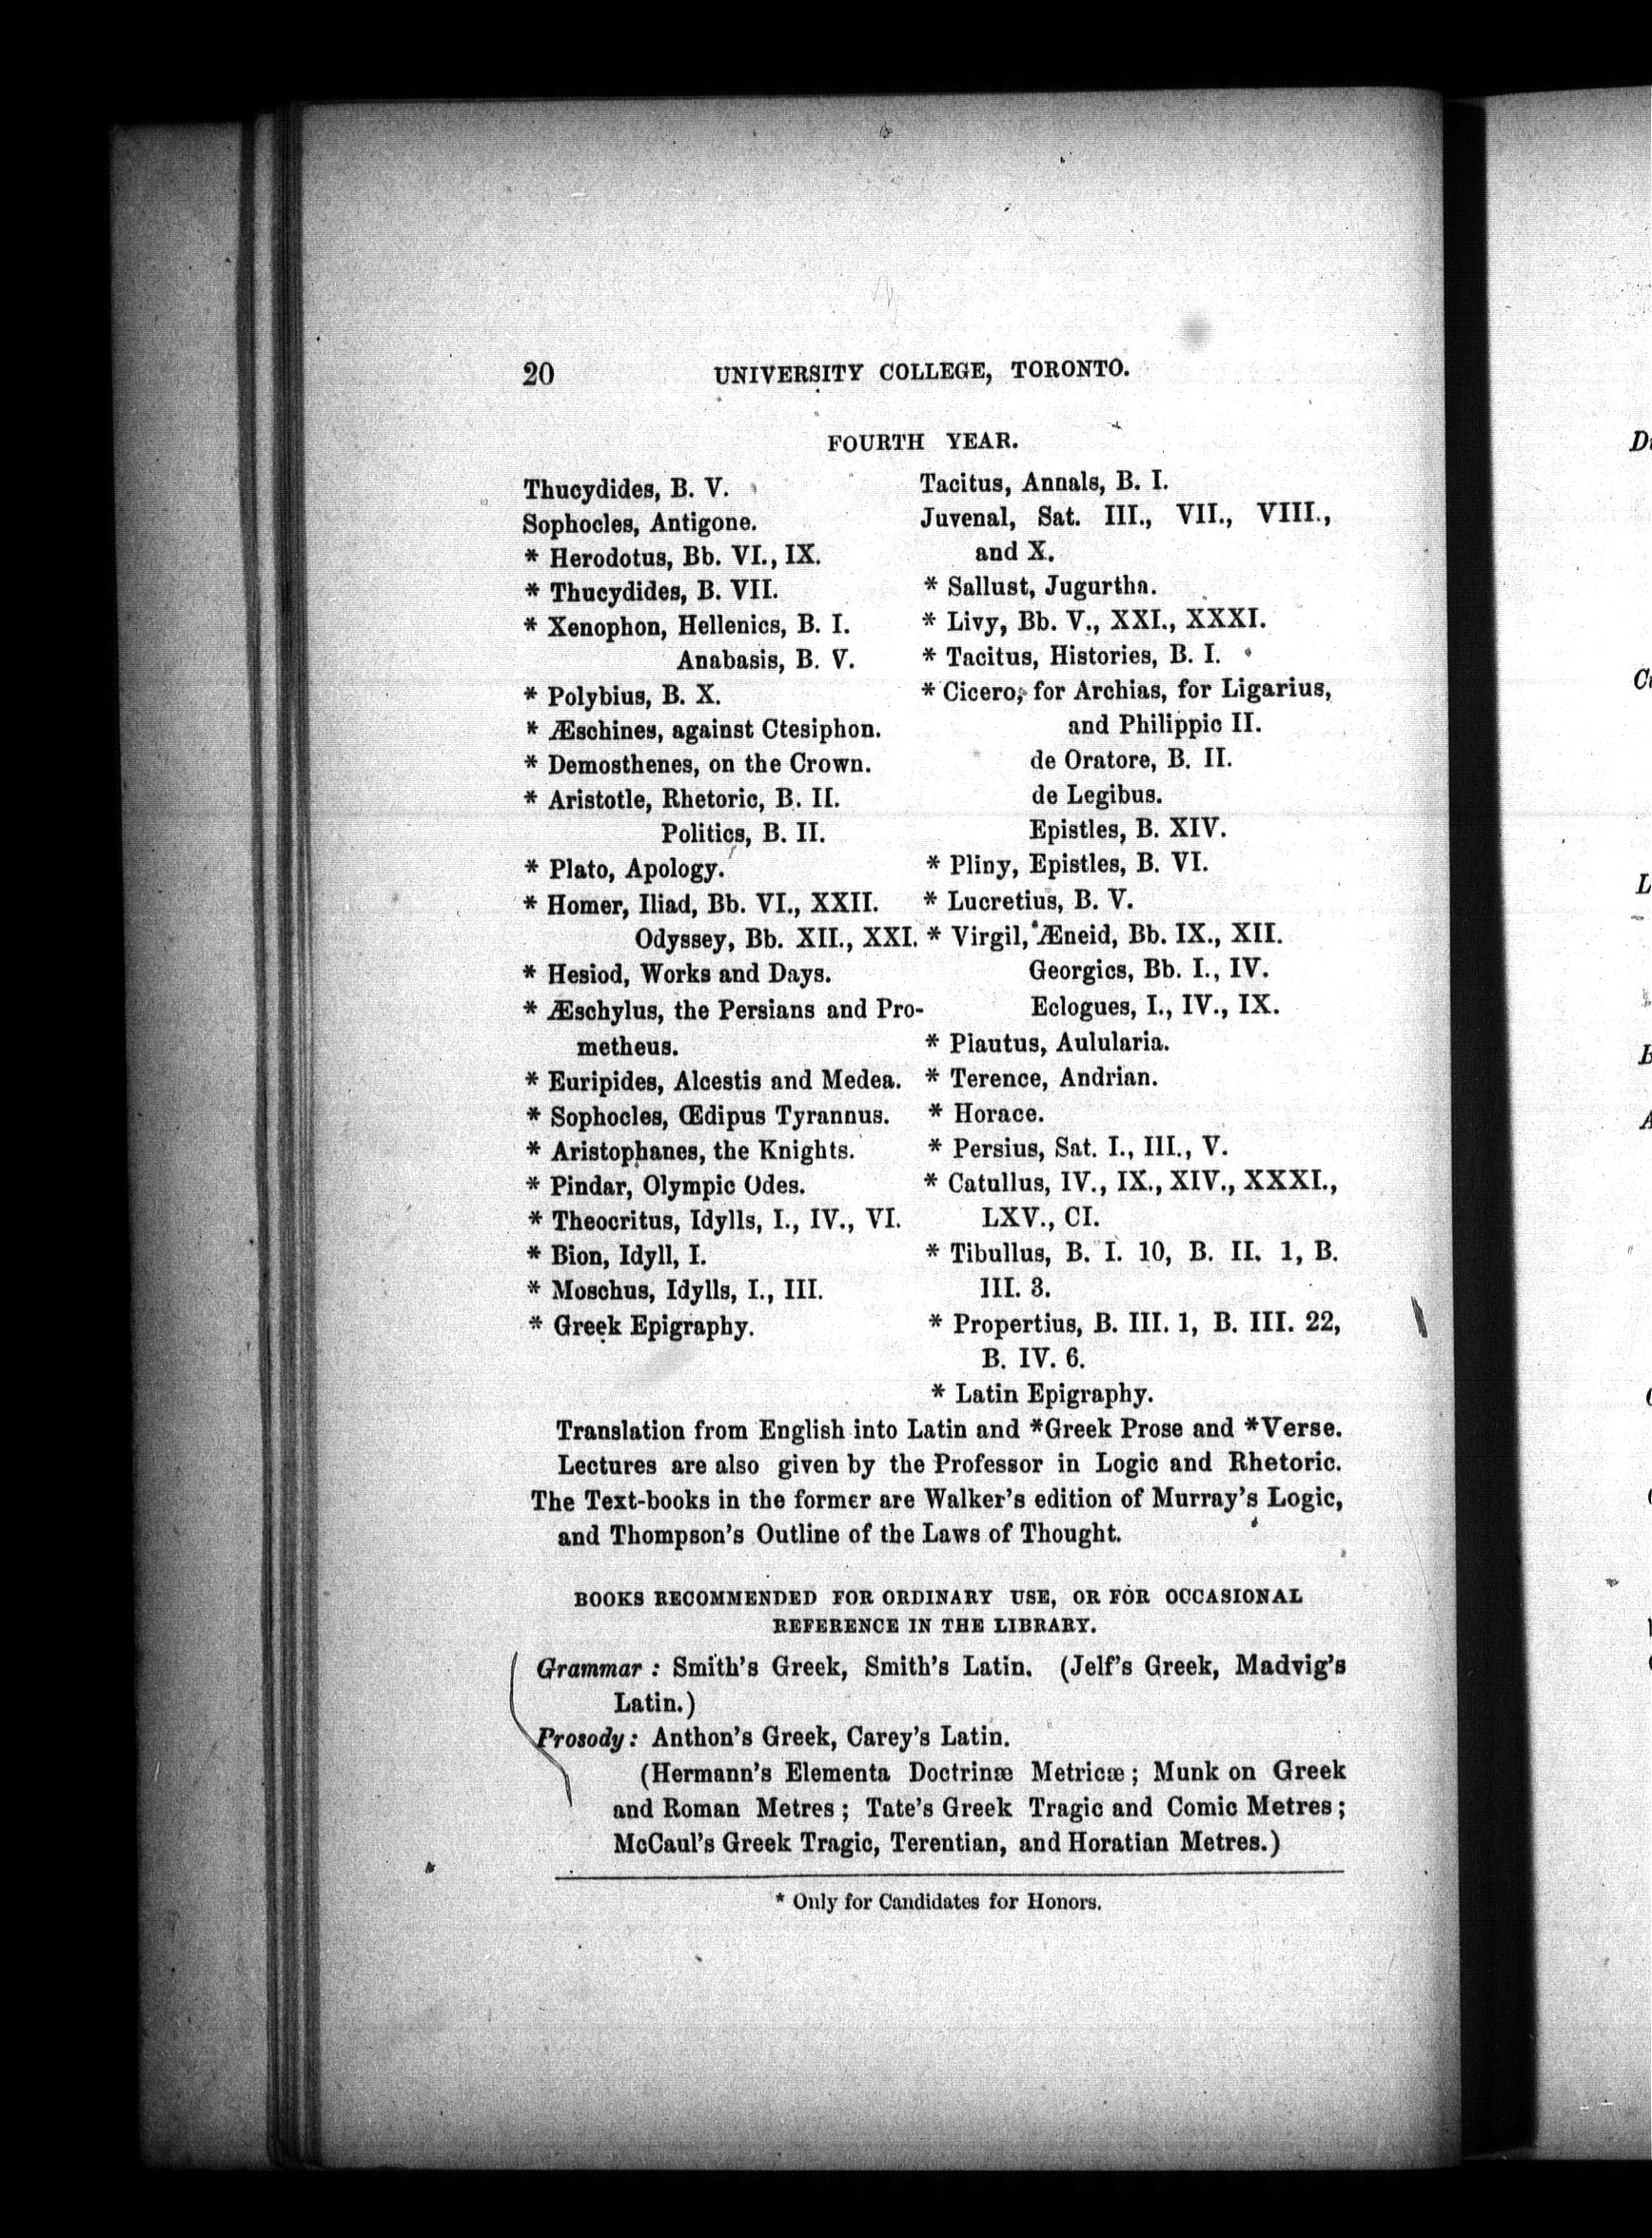 20 UNIVERSITY COLLEGE, TORONTO.
FOURTH YEAR.
Thucydides, B. V.
Sophocles, Antigone.
* Herodotus, Bb. VI., IX.
* Thucydides, B. VII.
* Xenophon, Hellenics, B. I.
Anabasis, B. V.
* Polybius, B. X.
* Æschines, against Ctesiphon.
* Demosthenes, on the Crown.
* Aristotle, Rhetoric, B. II.
Politics, B. II.
* Plato, Apology.
* Homer, Iliad, Bb. VI., XXII.
Odyssey, Bb. XII., XXI.
* Hesiod, Works and Days.
* Æschylus, the Persians and Pro-
metheus.
* Euripides, Alcestis and Medea.
* Sophocles, Œdipus Tyrannus.
* Aristophanes, the Knights.
* Pindar, Olympic Odes.
* Theocritus, Idylls, I., IV., VI.
* Bion, Idyll, I.
* Moschus, Idylls, I., III.
* Greek Epigraphy.
Tacitus, Annals, B. I.
Juvenal, Sat. III., VII., VIII.,
and X.
* Sallust, Jugurtha.
* Livy, Bb. V., XXI., XXXI.
* Tacitus, Histories, B. I.
* Cicero, for Archias, for Ligarius,
and Philippic II.
de Oratore, B. II.
de Legibus.
Epistles, B. XIV.
* Pliny, Epistles, B. VI.
* Lucretius, B. V.
* Virgil, Æneid, Bb. IX., XII.
Georgics, Bb. I., IV.
Eclogues, I., IV., IX.
* Plautus, Aulularia.
* Terence, Andrian.
* Horace.
* Persius, Sat. I., III., V.
* Catullus, IV., IX., XIV., XXXI.,
LXV., CI.
* Tibullus, B. I. 10, B. II. 1, B.
III. 3.
* Propertius, B. III. 1, B. III. 22,
B. IV. 6.
* Latin Epigraphy.
Translation from English into Latin and *Greek Prose and *Verse.
Lectures are also given by the Professor in Logic and Rhetoric.
The Text-books in the former are Walker's edition of Murray's Logic,
and Thompson's Outline of the Laws of Thought.
BOOKS RECOMMENDED FOR ORDINARY USE, OR FOR OCCASIONAL
REFERENCE IN THE LIBRARY.
Grammar : Smith's Greek, Smith's Latin. (Jelf's Greek, Madvig's
Latin.)
Prosody : Anthon's Greek, Carey's Latin.
(Hermann's Elementa Doctrinæ Metricæ ; Munk on Greek
and Roman Metres ; Tate's Greek Tragic and Comic Metres ;
McCaul's Greek Tragic, Terentian, and Horatian Metres.)
* Only for Candidates for Honors.